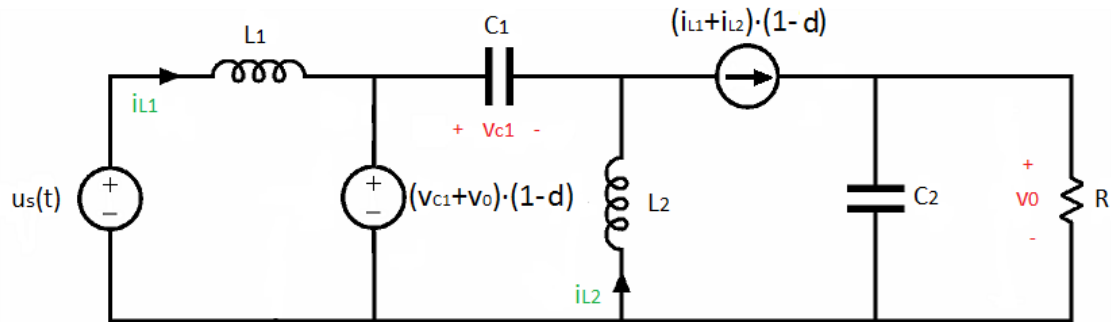 L1
C1
(iL1+iL2)·(1-d)
iL1
+ vc1 -
us(t)
+
−
+
−
(vc1+v0)·(1-d)
L2
C2
+
v0
-
R
iL2